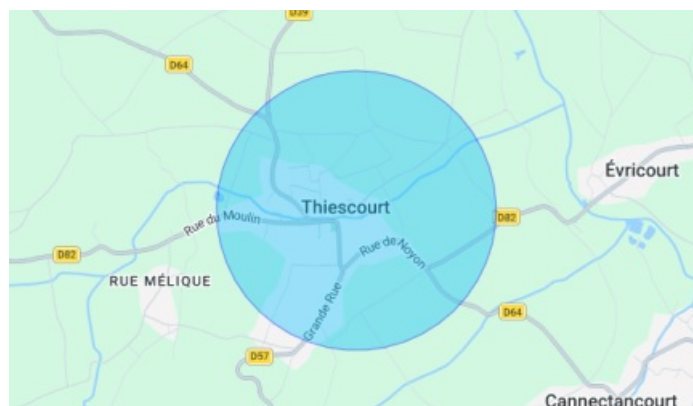 D39
D64
Évricourt
Thiescourt
Rue du Moulin
D82
Rue de Noyon
D82
RUE MÉLIQUE
Grande Rue
D64
D57
Cannectancourt